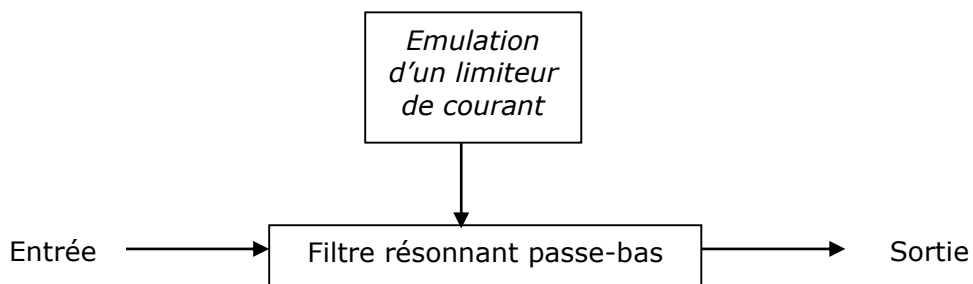 Emulation
d'un limiteur
de courant
Entrée
Filtre résonnant passe-bas
Sortie